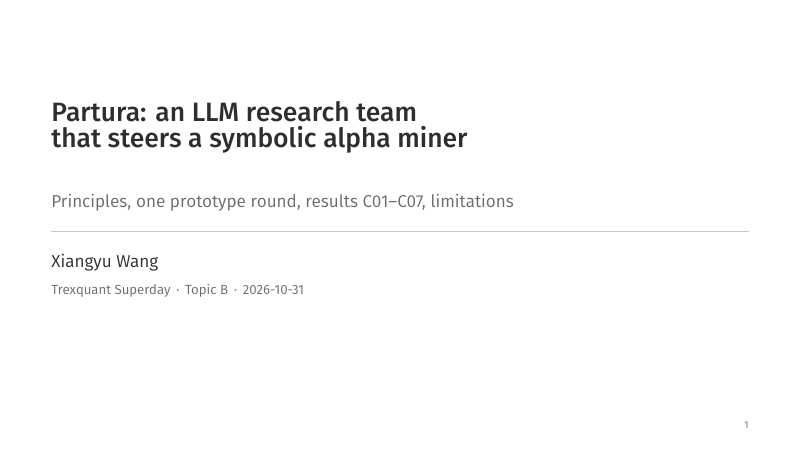 Partura: an LLM research team
that steers a symbolic alpha miner
Principles, one prototype round, results C01–C07, limitations
Xiangyu Wang
Trexquant Superday · Topic B · 2026-10-31
1